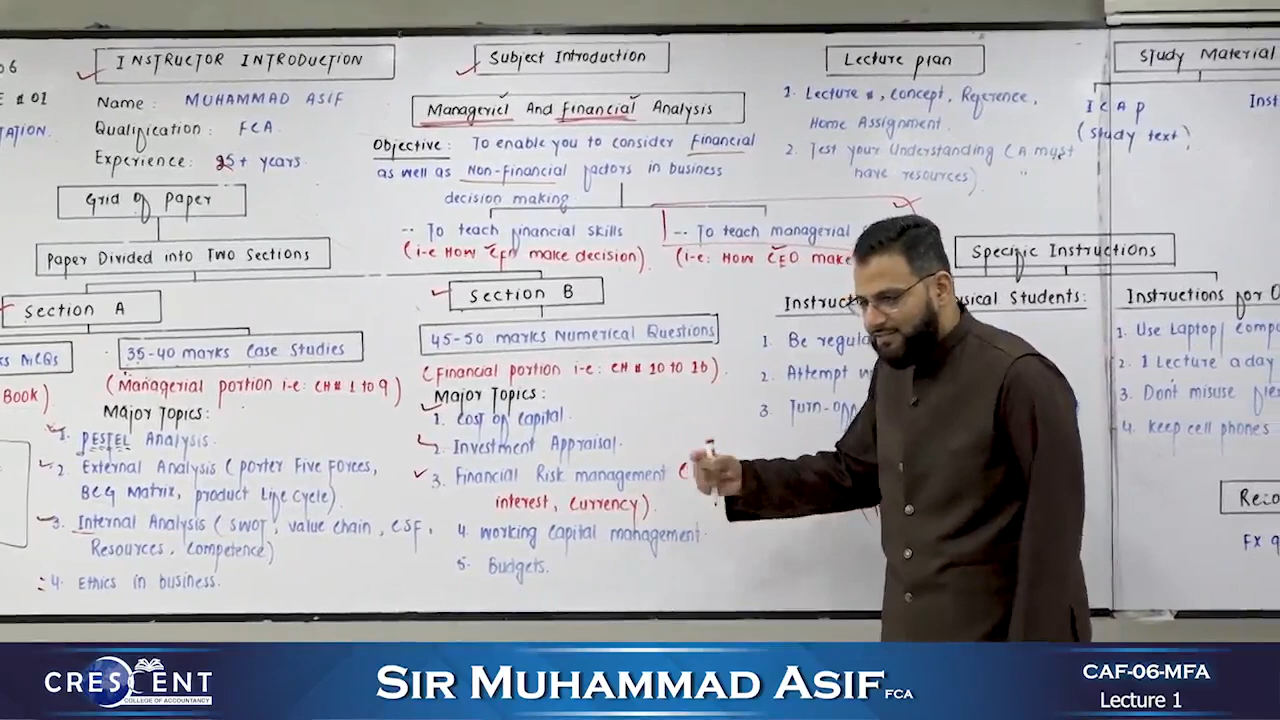 06
# 01
TATION.
INSTRUCTOR INTRODUCTION
Name: MUHAMMAD ASIF
Qualification: FCA
Experience: 25+ years
Grid of paper
Paper Divided into Two Sections
Section A
MCQs
Book)
35-40 marks Case Studies
(Managerial portion i-e: CH# 1 to 9)
Major Topics:
1. PESTEL Analysis.
2. External Analysis (porter Five Forces,
BCG Matrix, product Life Cycle)
3. Internal Analysis (SWOT, value chain, CSF,
Resources, Competence)
4. Ethics in business.
Subject Introduction
Managerial And Financial Analysis
Objective: To enable you to consider Financial
as well as Non-Financial factors in business
decision making.
-- To teach financial skills
(i-e How CFO make decision).
-- To teach managerial
(i-e: How CEO make
Section B
45-50 marks Numerical Questions
(Financial portion i-e: CH # 10 to 16).
Major Topics:
1. Cost of Capital.
2. Investment Appraisal.
3. Financial Risk management (
interest, Currency).
4. Working Capital management.
5. Budgets.
Lecture plan
1. Lecture #, Concept, Reference,
Home Assignment.
2. Test your Understanding (A must
have resources).
Specific Instructions
Students:
1. Be
2. Attempt
3. Turn-
Study Material
ICAP
(Study text)
Inst
Instructions for
1. Use Laptop/
2. 1 Lecture a day
3. Don't misuse
4. Keep cell phones
CRESCENT
COLLEGE OF ACCOUNTANCY
SIR MUHAMMAD ASIF FCA
CAF-06-MFA
Lecture 1